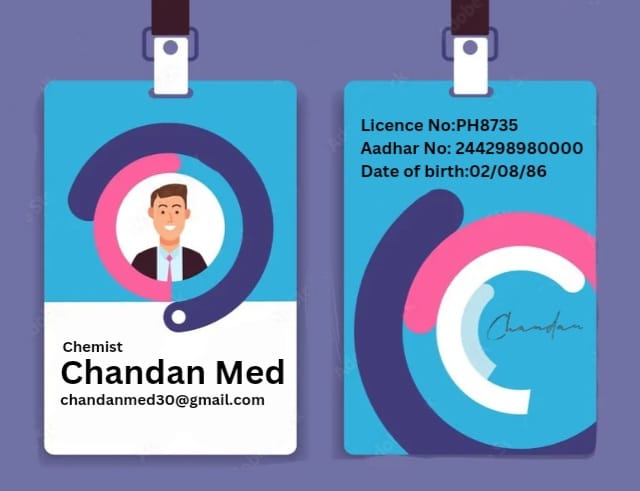 Chemist
Chandan Med
chandanmed30@gmail.com
Licence No:PH8735
Aadhar No: 244298980000
Date of birth:02/08/86
Chandan